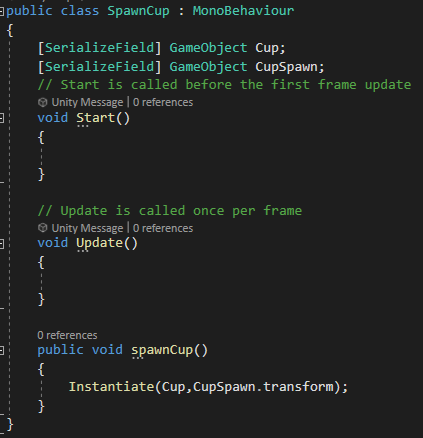 public class SpawnCup : MonoBehaviour
{
[SerializeField] GameObject Cup;
[SerializeField] GameObject CupSpawn;
// Start is called before the first frame update
Unity Message | 0 references
void Start()
{
}
// Update is called once per frame
Unity Message | 0 references
void Update()
{
}
0 references
public void spawnCup()
{
Instantiate(Cup,CupSpawn.transform);
}
}